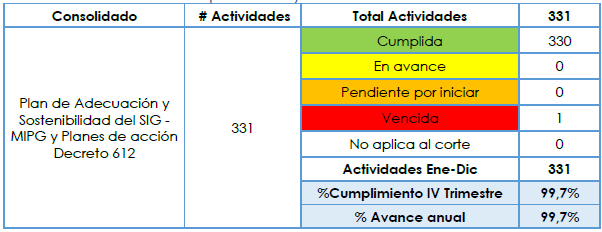 Consolidado # Actividades Total Actividades 331
Plan de Adecuación y
Sostenibilidad del SIG -
MIPG y Planes de acción
Decreto 612
331
Cumplida 330
En avance 0
Pendiente por iniciar 0
Vencida 1
No aplica al corte 0
Actividades Ene-Dic 331
%Cumplimiento IV Trimestre 99,7%
% Avance anual 99,7%